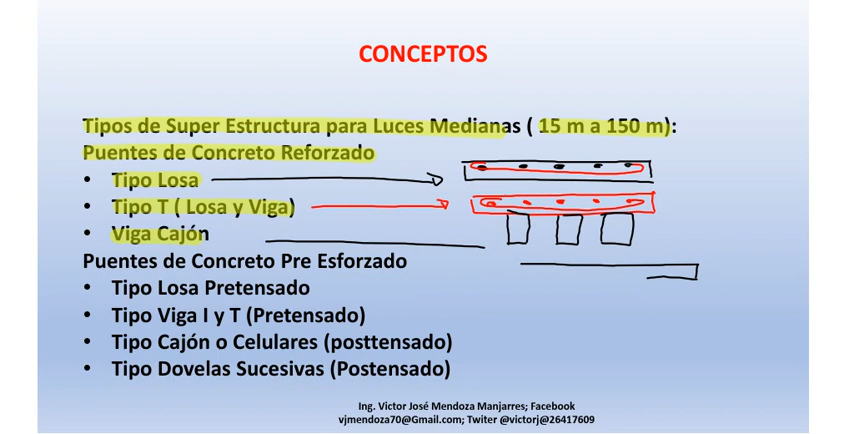 CONCEPTOS
Tipos de Super Estructura para Luces Medianas ( 15 m a 150 m):
Puentes de Concreto Reforzado
• Tipo Losa
• Tipo T ( Losa y Viga)
• Viga Cajón
Puentes de Concreto Pre Esforzado
• Tipo Losa Pretensado
• Tipo Viga I y T (Pretensado)
• Tipo Cajón o Celulares (posttensado)
• Tipo Dovelas Sucesivas (Postensado)
Ing. Victor José Mendoza Manjarres; Facebook
vjmendoza70@Gmail.com; Twiter @victorj@26417609